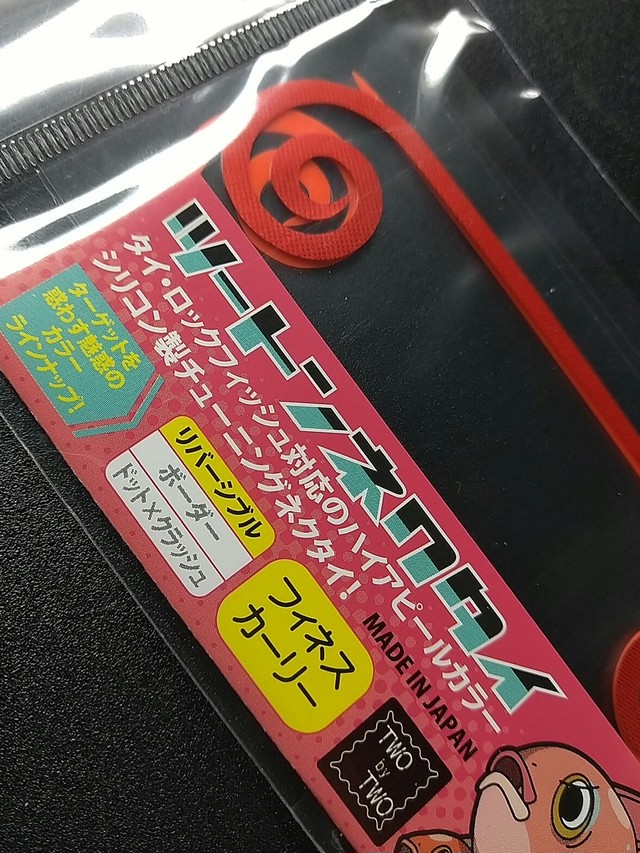 ツートンネクタイ
タイ・ロックフィッシュ対応のハイアピールカラー
シリコン製チューニングネクタイ!
ターゲットを
惑わす魅惑の
カラー
ラインナップ!
リバーシブル
ボーダー
ドット×クラッシュ
フィネス
カーリー
MADE IN JAPAN
TWO
by
TWO